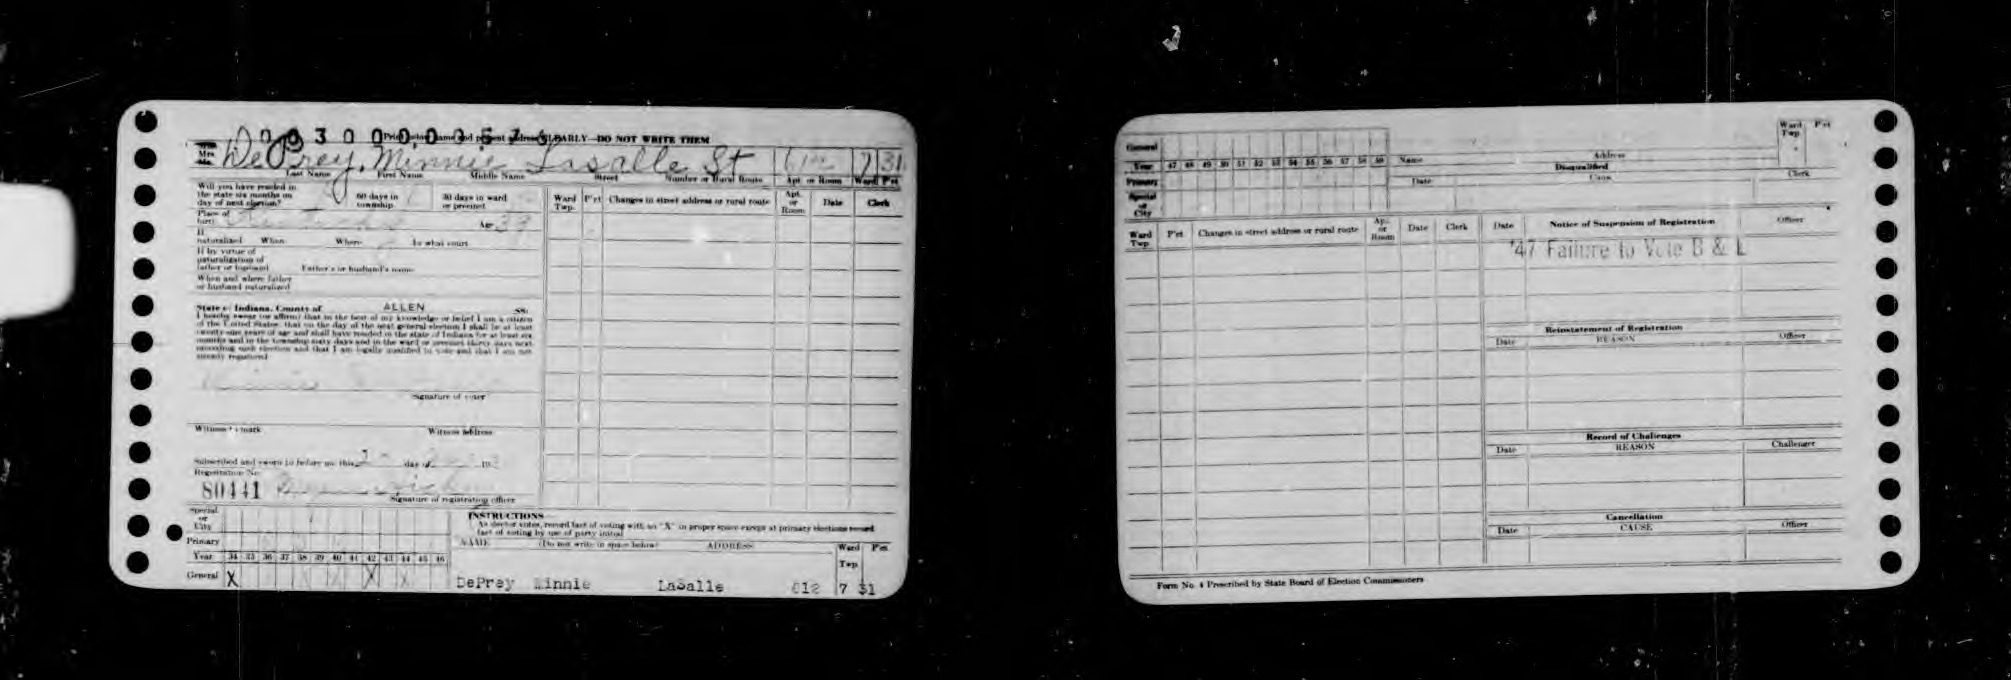 Print your name and present address CLEARLY—DO NOT WRITE THEM
Mrs. DePrey, Minnie Lasalle St 612 7 31
Last Name First Name Middle Name Street Number or Rural Route Apt. or Room Ward P'ct
Will you have resided in the state six months on day of next election?
60 days in township
30 days in ward or precinct
Place of birth
Age 39
If naturalized When Where In what court
If by virtue of naturalization of father or husband Father's or husband's name
When and where father or husband naturalized
State of Indiana, County of ALLEN SS:
I hereby swear (or affirm) that to the best of my knowledge or belief I am a citizen
of the United States, that on the day of the next general election I shall be at least
twenty-one years of age and shall have resided in the state of Indiana for at least six
months and in the township sixty days and in the ward or precinct thirty days next
preceding such election and that I am legally qualified to vote and that I am not
already registered
Minnie
Signature of voter
Witness mark Witness address
Subscribed and sworn to before me this day of 193
Registration No.
80441
Signature of registration officer
Ward Twp. P'ct Changes in street address or rural route Apt. or Room Date Clerk
Special or City
Primary
Year 34 35 36 37 38 39 40 41 42 43 44 45 46
General X X
INSTRUCTIONS
As elector votes, record fact of voting with an "X" in proper space except at primary elections record
fact of voting by use of party initial
NAME (Do not write in space below) ADDRESS Ward Twp. P'ct
DePrey Minnie LaSalle 612 7 31
General
Year 47 48 49 50 51 52 53 54 55 56 57 58 59
Primary
Special or City
Name Address Ward Twp. P'ct
Disqualified
Date Cause Clerk
Ward Twp. P'ct Changes in street address or rural route Ap. or Room Date Clerk
Date Notice of Suspension of Registration Officer
'47 Failure to Vote B & L
Reinstatement of Registration
Date REASON Officer
Record of Challenges
Date REASON Challenger
Cancellation
Date CAUSE Officer
Form No. 4 Prescribed by State Board of Election Commissioners